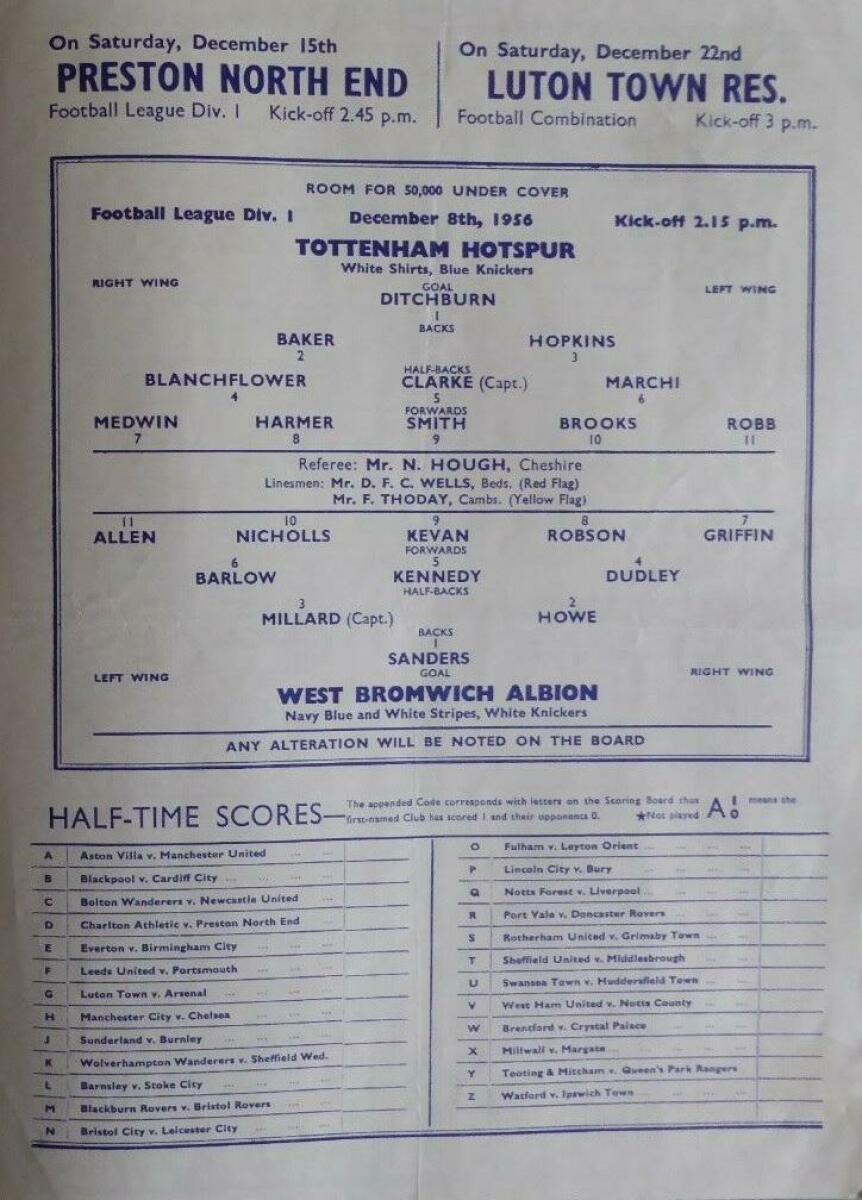 On Saturday, December 15th
PRESTON NORTH END
Football League Div. 1 Kick-off 2.45 p.m.
On Saturday, December 22nd
LUTON TOWN RES.
Football Combination Kick-off 3 p.m.
ROOM FOR 50,000 UNDER COVER
Football League Div. 1 December 8th, 1956 Kick-off 2.15 p.m.
TOTTENHAM HOTSPUR
White Shirts, Blue Knickers
RIGHT WING GOAL LEFT WING
DITCHBURN
1
BACKS
BAKER HOPKINS
2 3
HALF-BACKS
BLANCHFLOWER CLARKE (Capt.) MARCHI
4 5 6
FORWARDS
MEDWIN HARMER SMITH BROOKS ROBB
7 8 9 10 11
Referee: Mr. N. HOUGH, Cheshire
Linesmen: Mr. D. F. C. WELLS, Beds. (Red Flag)
Mr. F. THODAY, Cambs. (Yellow Flag)
11 10 9 8 7
ALLEN NICHOLLS KEVAN ROBSON GRIFFIN
FORWARDS
6 5 4
BARLOW KENNEDY DUDLEY
HALF-BACKS
3 2
MILLARD (Capt.) HOWE
BACKS
1
SANDERS
LEFT WING GOAL RIGHT WING
WEST BROMWICH ALBION
Navy Blue and White Stripes, White Knickers
ANY ALTERATION WILL BE NOTED ON THE BOARD
HALF-TIME SCORES—
The appended Code corresponds with letters on the Scoring Board thus A 1 0 means the
first-named Club has scored 1 and their opponents 0. ★Not played
A Aston Villa v. Manchester United
B Blackpool v. Cardiff City
C Bolton Wanderers v. Newcastle United
D Charlton Athletic v. Preston North End
E Everton v. Birmingham City
F Leeds United v. Portsmouth
G Luton Town v. Arsenal
H Manchester City v. Chelsea
J Sunderland v. Burnley
K Wolverhampton Wanderers v. Sheffield Wed.
L Barnsley v. Stoke City
M Blackburn Rovers v. Bristol Rovers
N Bristol City v. Leicester City
O Fulham v. Leyton Orient
P Lincoln City v. Bury
Q Notts Forest v. Liverpool
R Port Vale v. Doncaster Rovers
S Rotherham United v. Grimsby Town
T Sheffield United v. Middlesbrough
U Swansea Town v. Huddersfield Town
V West Ham United v. Notts County
W Brentford v. Crystal Palace
X Millwall v. Margate
Y Tooting & Mitcham v. Queen's Park Rangers
Z Watford v. Ipswich Town